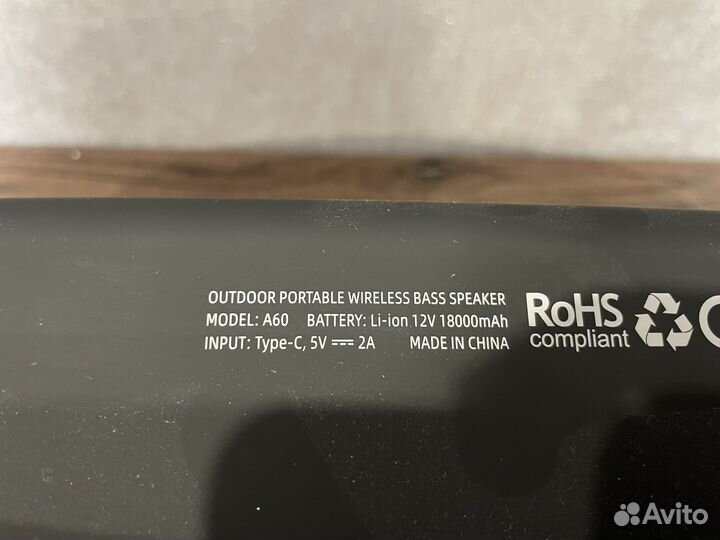 OUTDOOR PORTABLE WIRELESS BASS SPEAKER
MODEL: A60 BATTERY: Li-ion 12V 18000mAh
INPUT: Type-C, 5V ⎓ 2A MADE IN CHINA
RoHS
compliant
Avito